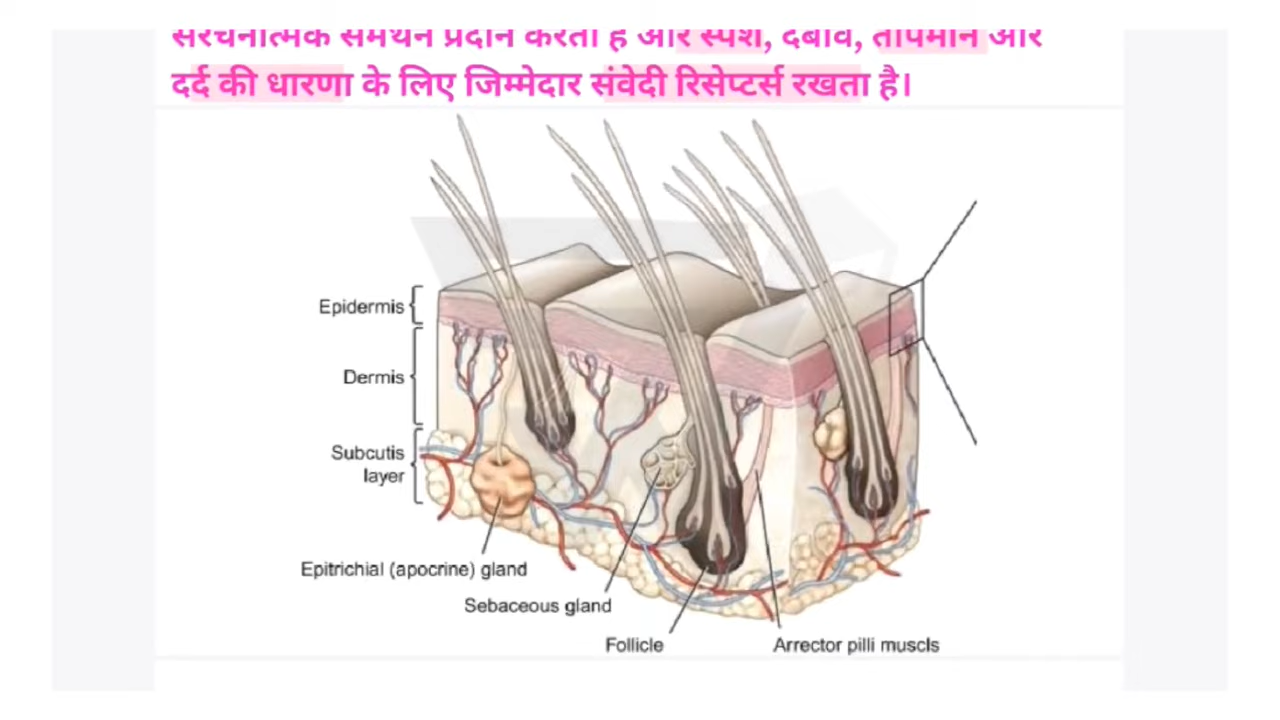 संरचनात्मक समर्थन प्रदान करता है और स्पर्श, दबाव, तापमान और
दर्द की धारणा के लिए जिम्मेदार संवेदी रिसेप्टर्स रखता है।
Epidermis
Dermis
Subcutis
layer
Epitrichial (apocrine) gland
Sebaceous gland
Follicle
Arrector pilli muscls